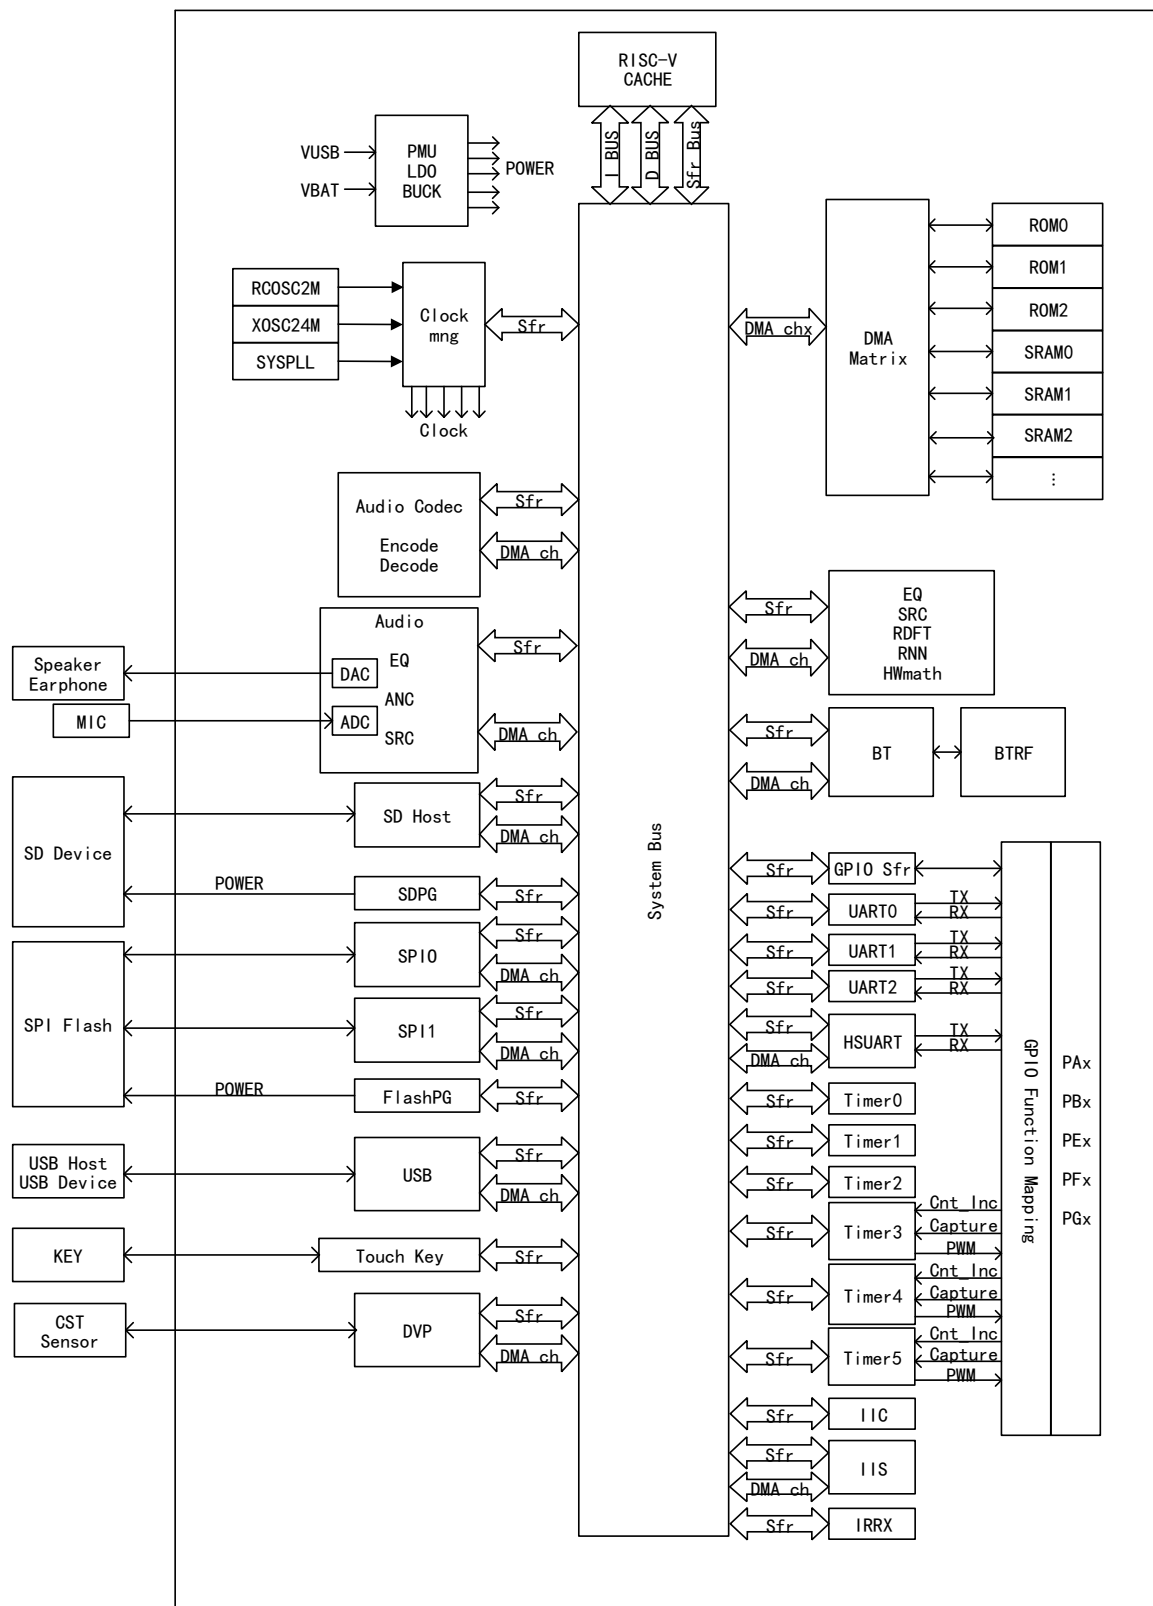 RISC-V
CACHE
I BUS
D BUS
Sfr Bus
VUSB
VBAT
PMU
LDO
BUCK
POWER
RCOSC2M
XOSC24M
SYSPLL
Clock
mng
Sfr
Clock
DMA chx
DMA
Matrix
ROM0
ROM1
ROM2
SRAM0
SRAM1
SRAM2
...
Audio Codec
Encode
Decode
Sfr
DMA ch
Audio
EQ
DAC
ANC
ADC
SRC
Sfr
DMA ch
Speaker
Earphone
MIC
SD Device
SD Host
Sfr
DMA ch
POWER
SDPG
Sfr
SPI Flash
SPI0
Sfr
DMA ch
SPI1
Sfr
DMA ch
POWER
FlashPG
Sfr
USB Host
USB Device
USB
Sfr
DMA ch
KEY
Touch Key
Sfr
CST
Sensor
DVP
Sfr
DMA ch
System Bus
Sfr
DMA ch
EQ
SRC
RDFT
RNN
HWmath
Sfr
DMA ch
BT
BTRF
Sfr
GPIO Sfr
Sfr
UART0
TX
RX
Sfr
UART1
TX
RX
Sfr
UART2
TX
RX
Sfr
DMA ch
HSUART
TX
RX
Sfr
Timer0
Sfr
Timer1
Sfr
Timer2
Sfr
Timer3
Cnt_Inc
Capture
PWM
Sfr
Timer4
Cnt_Inc
Capture
PWM
Sfr
Timer5
Cnt_Inc
Capture
PWM
Sfr
IIC
Sfr
DMA ch
IIS
Sfr
IRRX
GPIO Function Mapping
PAx
PBx
PEx
PFx
PGx